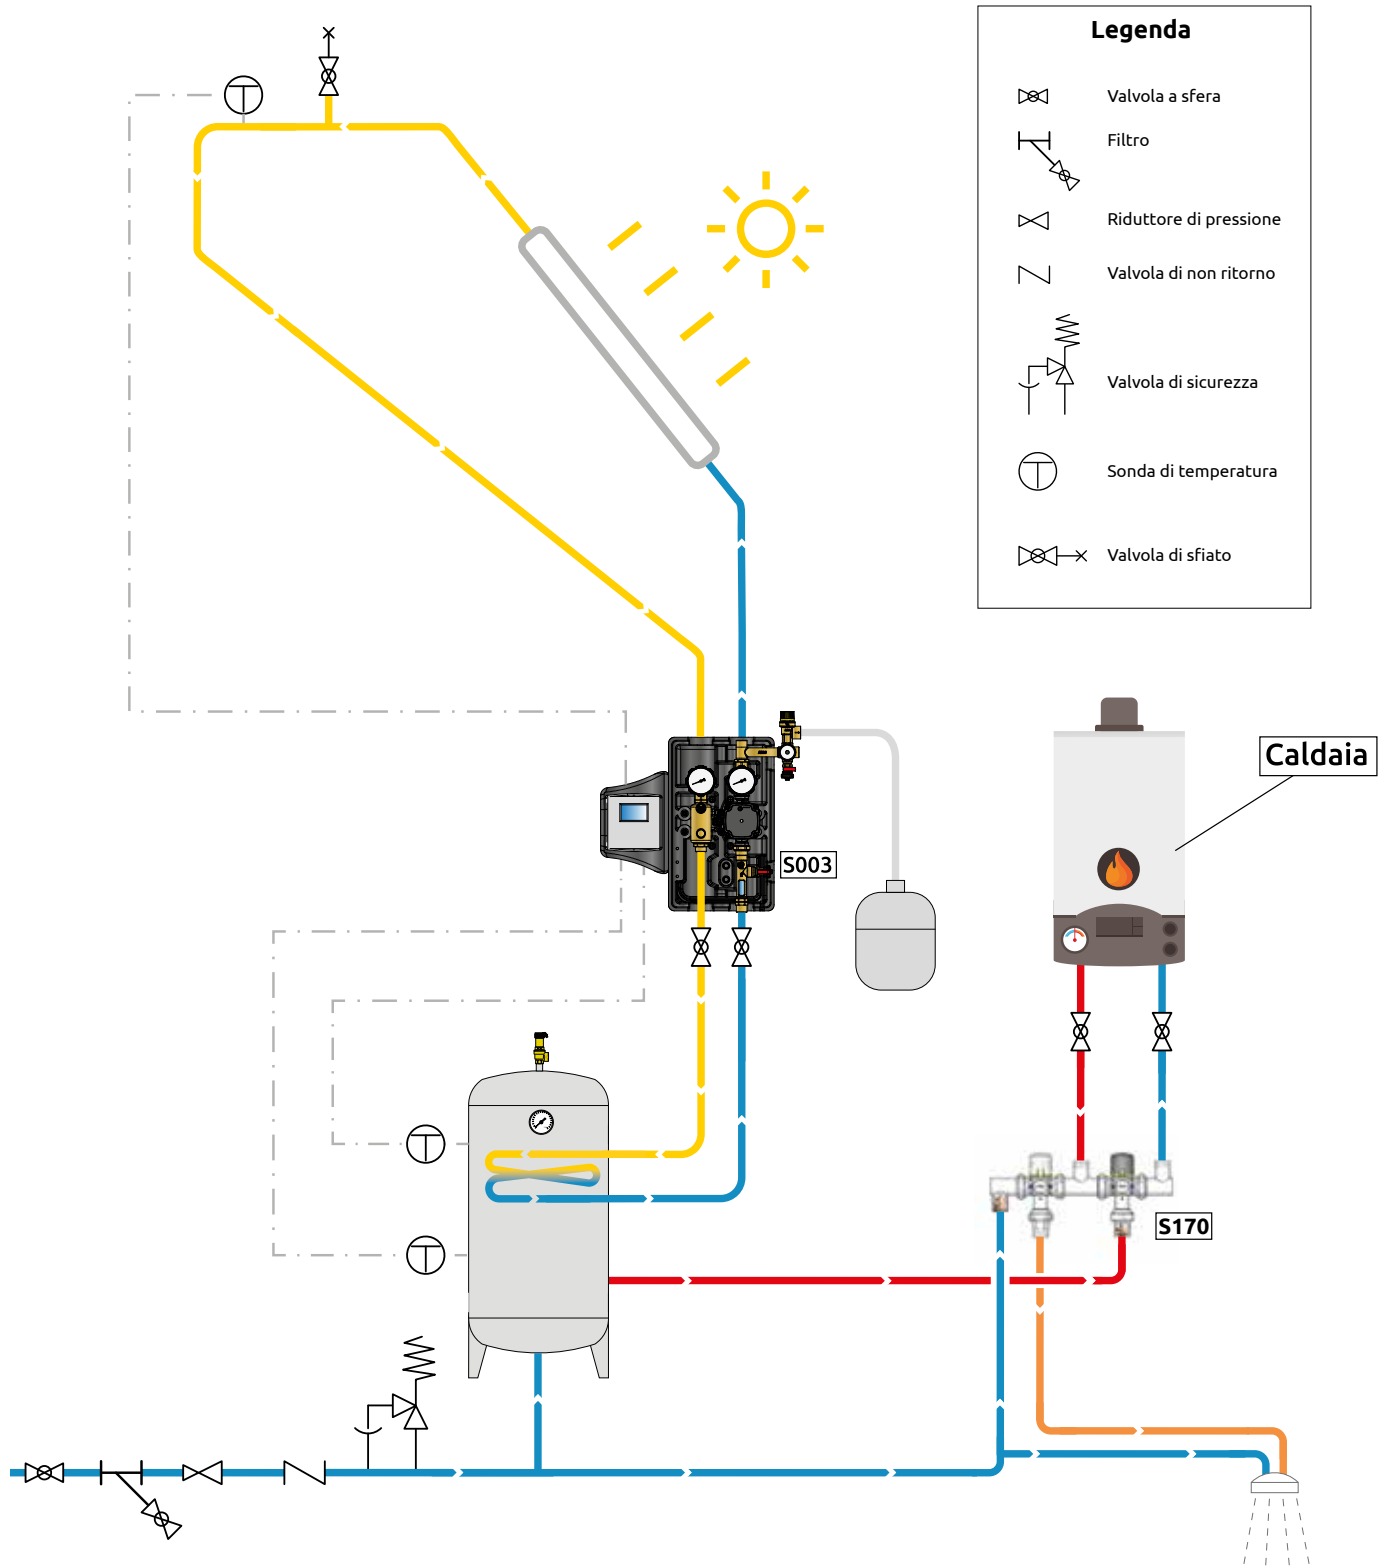 Legenda
Valvola a sfera
Filtro
Riduttore di pressione
Valvola di non ritorno
Valvola di sicurezza
Sonda di temperatura
Valvola di sfiato
Caldaia
S003
S170